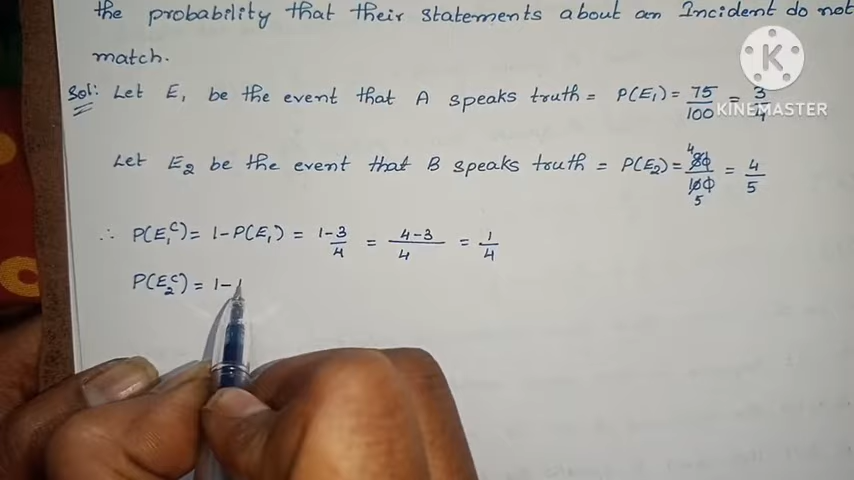 the probability that their statements about an Incident do not
match.
Sol: Let E₁ be the event that A speaks truth = P(E₁) = 75/100 = 3/4
KINEMASTER
Let E₂ be the event that B speaks truth = P(E₂) = 80/100 = 4/5
∴ P(E₁ᶜ) = 1-P(E₁) = 1-3/4 = 4-3/4 = 1/4
P(E₂ᶜ) = 1-